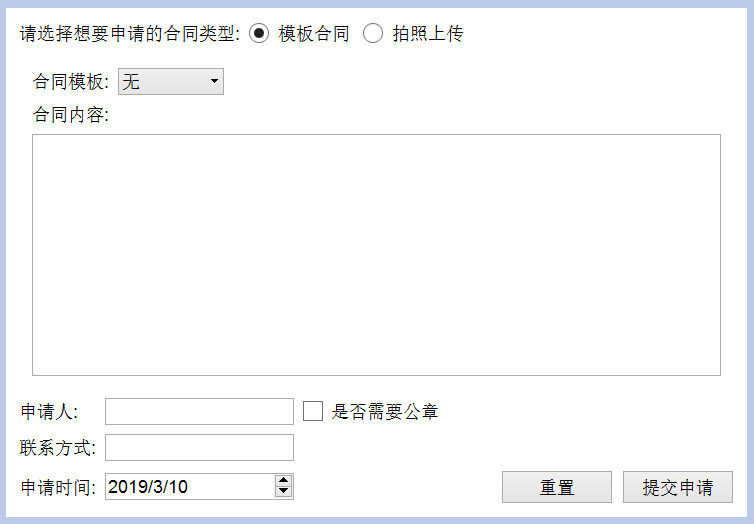 请选择想要申请的合同类型: 模板合同 拍照上传
合同模板: 无
合同内容:
申请人: 是否需要公章
联系方式:
申请时间: 2019/3/10 重置 提交申请